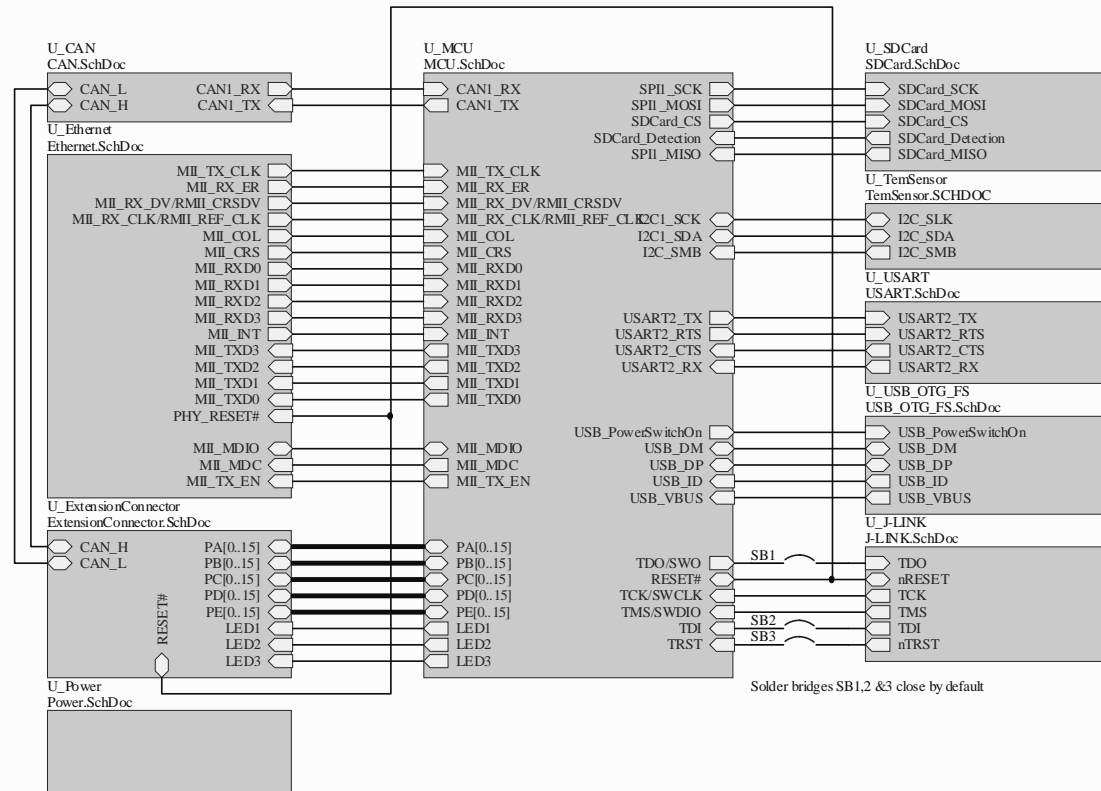 U_CAN
CAN.SchDoc
CAN_L
CAN_H
CAN1_RX
CAN1_TX
U_Ethernet
Ethernet.SchDoc
MII_TX_CLK
MII_RX_ER
MII_RX_DV/RMII_CRSDV
MII_RX_CLK/RMII_REF_CLK
MII_COL
MII_CRS
MII_RXD0
MII_RXD1
MII_RXD2
MII_RXD3
MII_INT
MII_TXD3
MII_TXD2
MII_TXD1
MII_TXD0
PHY_RESET#
MII_MDIO
MII_MDC
MII_TX_EN
U_ExtensionConnector
ExtensionConnector.SchDoc
CAN_H
CAN_L
PA[0..15]
PB[0..15]
PC[0..15]
PD[0..15]
PE[0..15]
LED1
LED2
LED3
RESET#
U_Power
Power.SchDoc
U_MCU
MCU.SchDoc
CAN1_RX
CAN1_TX
MII_TX_CLK
MII_RX_ER
MII_RX_DV/RMII_CRSDV
MII_RX_CLK/RMII_REF_CLK
MII_COL
MII_CRS
MII_RXD0
MII_RXD1
MII_RXD2
MII_RXD3
MII_INT
MII_TXD3
MII_TXD2
MII_TXD1
MII_TXD0
MII_MDIO
MII_MDC
MII_TX_EN
PA[0..15]
PB[0..15]
PC[0..15]
PD[0..15]
PE[0..15]
LED1
LED2
LED3
SPI1_SCK
SPI1_MOSI
SDCard_CS
SDCard_Detection
SPI1_MISO
I2C1_SCK
I2C1_SDA
I2C_SMB
USART2_TX
USART2_RTS
USART2_CTS
USART2_RX
USB_PowerSwitchOn
USB_DM
USB_DP
USB_ID
USB_VBUS
TDO/SWO
RESET#
TCK/SWCLK
TMS/SWDIO
TDI
TRST
SB1
SB2
SB3
U_SDCard
SDCard.SchDoc
SDCard_SCK
SDCard_MOSI
SDCard_CS
SDCard_Detection
SDCard_MISO
U_TemSensor
TemSensor.SCHDOC
I2C_SLK
I2C_SDA
I2C_SMB
U_USART
USART.SchDoc
USART2_TX
USART2_RTS
USART2_CTS
USART2_RX
U_USB_OTG_FS
USB_OTG_FS.SchDoc
USB_PowerSwitchOn
USB_DM
USB_DP
USB_ID
USB_VBUS
U_J-LINK
J-LINK.SchDoc
TDO
nRESET
TCK
TMS
TDI
nTRST
Solder bridges SB1,2 &3 close by default